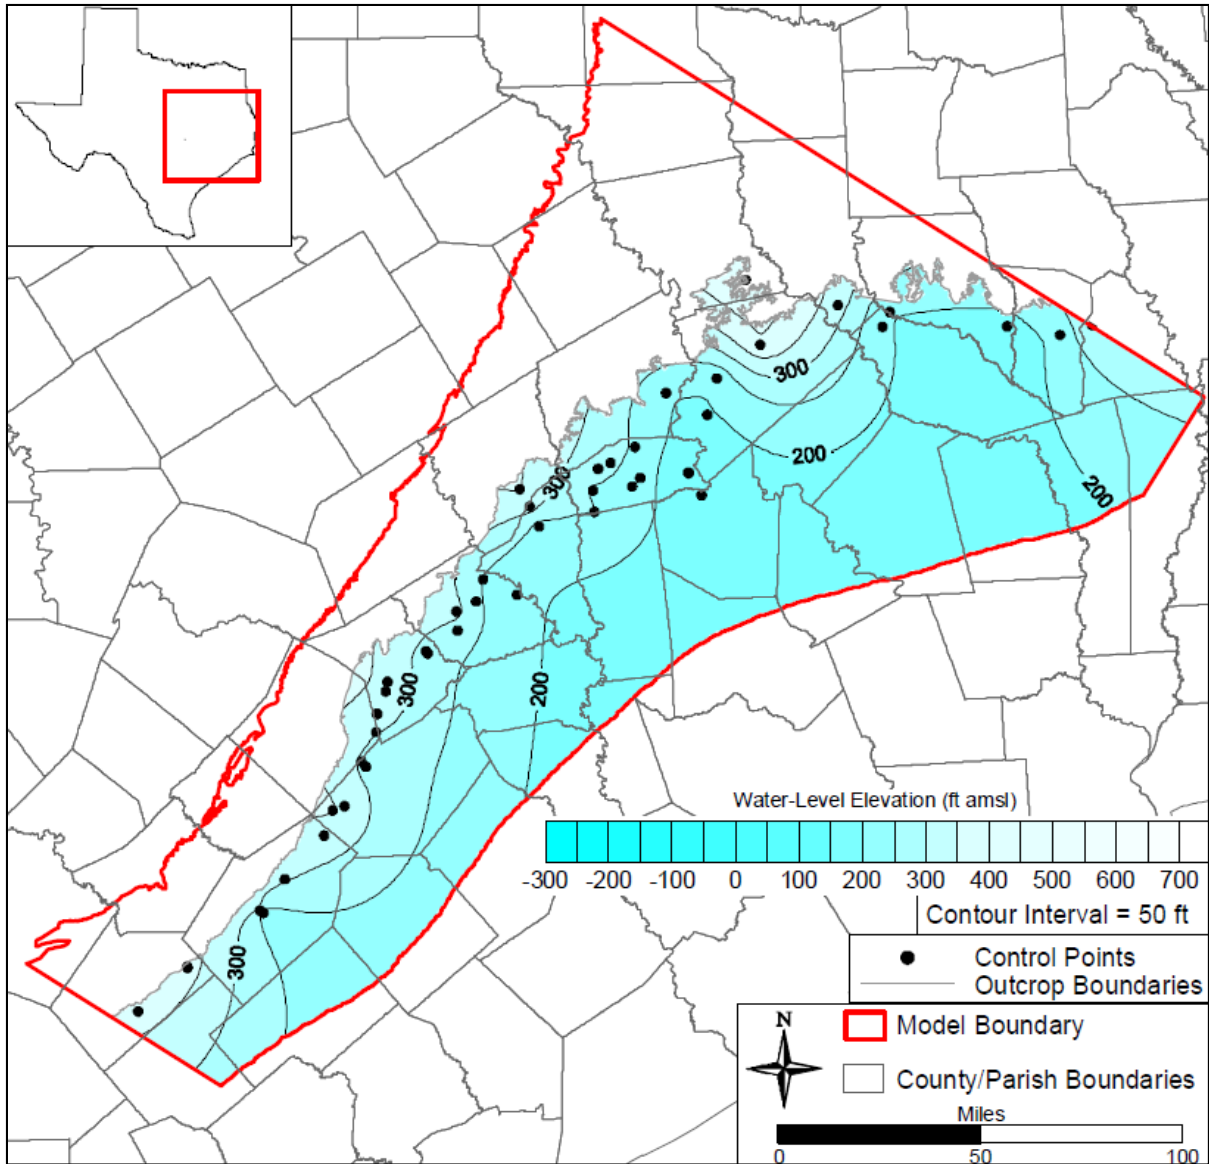 300
200
300
200
300
200
300
Water-Level Elevation (ft amsl)
-300 -200 -100 0 100 200 300 400 500 600 700
Contour Interval = 50 ft
Control Points
Outcrop Boundaries
N
Model Boundary
County/Parish Boundaries
Miles
0 50 100